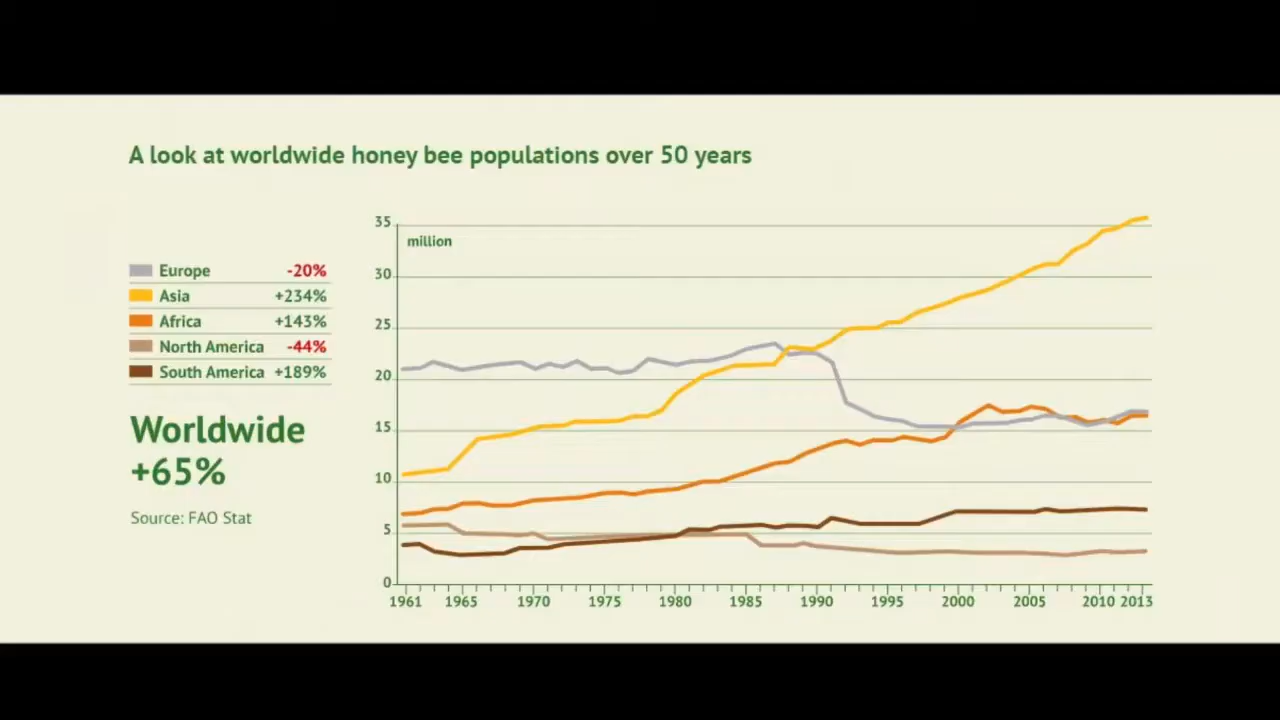 A look at worldwide honey bee populations over 50 years
Europe -20%
Asia +234%
Africa +143%
North America -44%
South America +189%
Worldwide
+65%
Source: FAO Stat
35
million
30
25
20
15
10
5
0
1961 1965 1970 1975 1980 1985 1990 1995 2000 2005 2010 2013